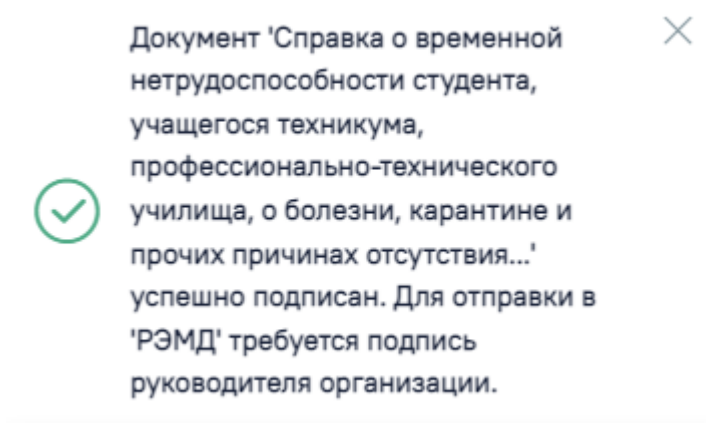 Документ 'Справка о временной
нетрудоспособности студента,
учащегося техникума,
профессионально-технического
училища, о болезни, карантине и
прочих причинах отсутствия...'
успешно подписан. Для отправки в
'РЭМД' требуется подпись
руководителя организации.